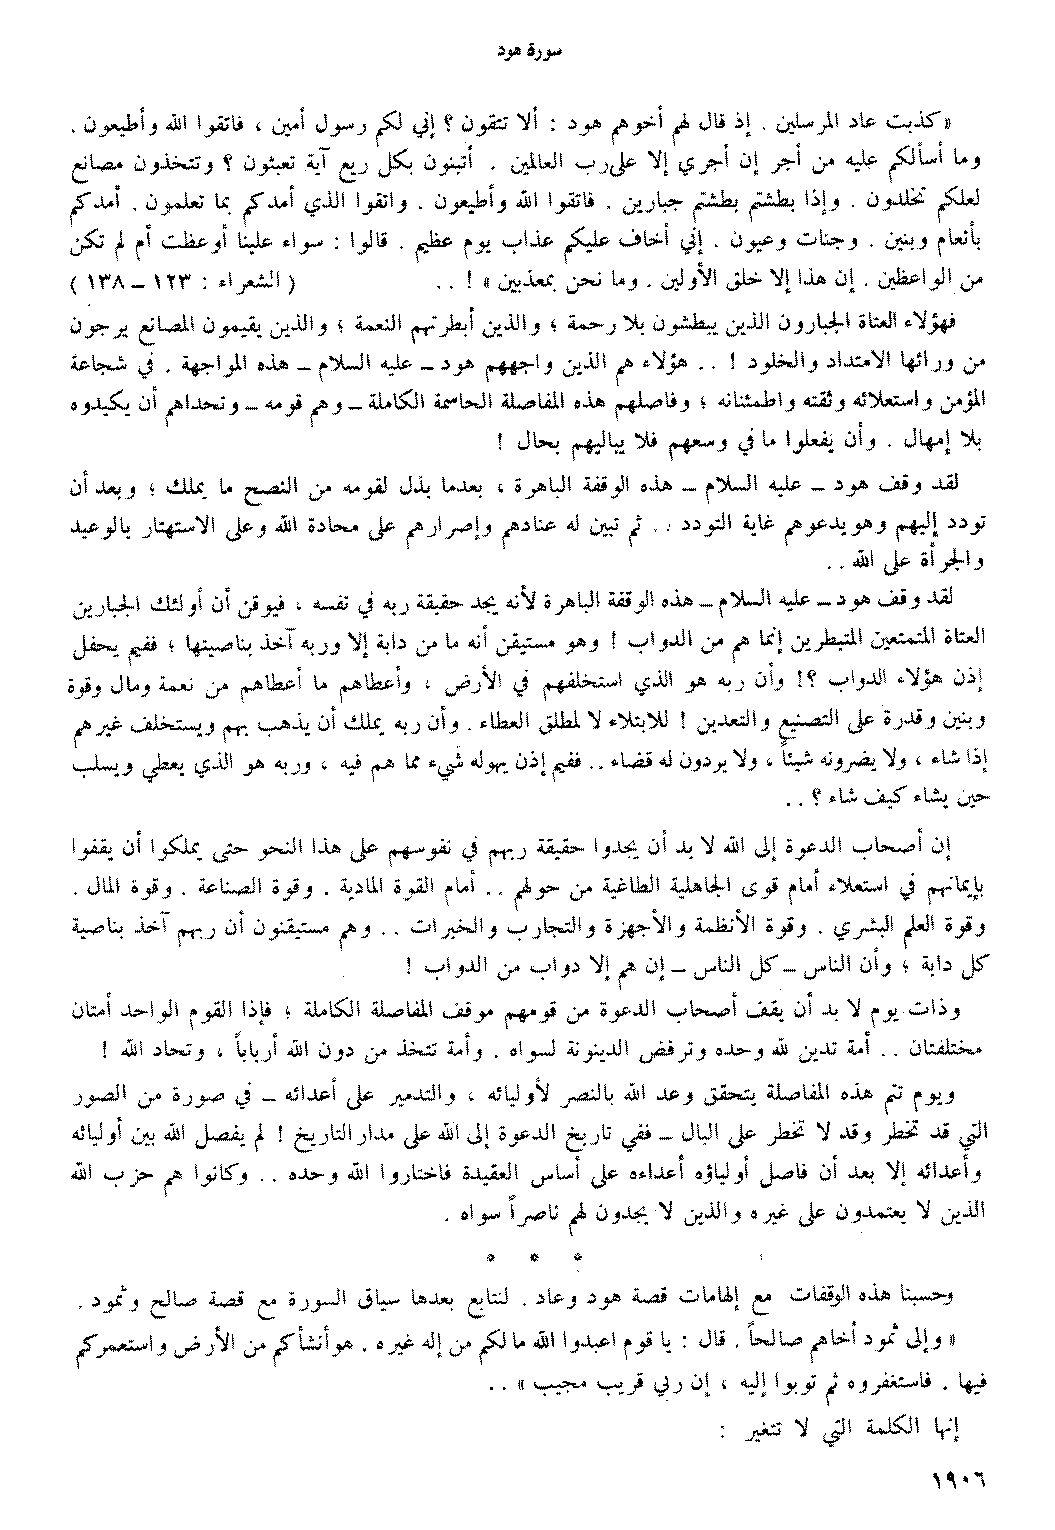 سورة هود
« كذبت عاد المرسلين . إذ قال لهم أخوهم هود : ألا تتقون ؟ إني لكم رسول أمين ، فاتقوا الله وأطيعون .
وما أسألكم عليه من أجر إن أجري إلا على رب العالمين . أتبنون بكل ريع آية تعبثون ؟ وتتخذون مصانع
لعلكم تخلدون . وإذا بطشتم بطشتم جبارين . فاتقوا الله وأطيعون . واتقوا الذي أمدكم بما تعلمون . أمدكم
بأنعام وبنين . وجنات وعيون . إني أخاف عليكم عذاب يوم عظيم . قالوا : سواء علينا أوعظت أم لم تكن
من الواعظين . إن هذا إلا خلق الأولين . وما نحن بمعذبين » ! .. ( الشعراء : ١٢٣ – ١٣٨ )
فهؤلاء العتاة الجبارون الذين يبطشون بلا رحمة ؛ والذين أبطرتهم النعمة ؛ والذين يقيمون المصانع يرجون
من ورائها الامتداد والخلود ! .. هؤلاء هم الذين واجههم هود – عليه السلام – هذه المواجهة . في شجاعة
المؤمن واستعلائه وثقته واطمئنانه ؛ وفاصلهم هذه المفاصلة الحاسمة الكاملة – وهم قومه – وتحداهم أن يكيدوه
بلا إمهال . وأن يفعلوا ما في وسعهم فلا يباليهم بحال !
لقد وقف هود – عليه السلام – هذه الوقفة الباهرة ، بعدما بذل لقومه من النصح ما يملك ؛ وبعد أن
تودد إليهم وهو يدعوهم غاية التودد .. ثم تبين له عنادهم وإصرارهم على محادة الله وعلى الاستهتار بالوعيد
والجرأة على الله ..
لقد وقف هود – عليه السلام – هذه الوقفة الباهرة لأنه يجد حقيقة ربه في نفسه ، فيوقن أن أولئك الجبارين
العتاة المتمتعين المتبطرين إنما هم من الدواب ! وهو مستيقن أنه ما من دابة إلا وربه آخذ بناصيتها ؛ ففيم يحفل
إذن هؤلاء الدواب ؟! وأن ربه هو الذي استخلفهم في الأرض ، وأعطاهم ما أعطاهم من نعمة ومال وقوة
وبنين وقدرة على التصنيع والتعدين ! للابتلاء لا لمطلق العطاء . وأن ربه يملك أن يذهب بهم ويستخلف غيرهم
إذا شاء ، ولا يضرونه شيئاً ، ولا يردون له قضاء .. ففيم إذن يهوله شيء مما هم فيه ، وربه هو الذي يعطي ويسلب
حين يشاء كيف شاء ؟ ..
إن أصحاب الدعوة إلى الله لا بد أن يجدوا حقيقة ربهم في نفوسهم على هذا النحو حتى يملكوا أن يقفوا
بإيمانهم في استعلاء أمام قوى الجاهلية الطاغية من حولهم .. أمام القوة المادية . وقوة الصناعة . وقوة المال .
وقوة العلم البشري . وقوة الأنظمة والأجهزة والتجارب والخبرات .. وهم مستيقنون أن ربهم آخذ بناصية
كل دابة ؛ وأن الناس – كل الناس – إن هم إلا دواب من الدواب !
وذات يوم لا بد أن يقف أصحاب الدعوة من قومهم موقف المفاصلة الكاملة ؛ فإذا القوم الواحد أمتان
مختلفتان .. أمة تدين لله وحده وترفض الدينونة لسواه . وأمة تتخذ من دون الله أرباباً ، وتحاد الله !
ويوم تتم هذه المفاصلة يتحقق وعد الله بالنصر لأوليائه ، والتدمير على أعدائه – في صورة من الصور
التي قد تخطر وقد لا تخطر على البال – ففي تاريخ الدعوة إلى الله على مدار التاريخ ! لم يفصل الله بين أوليائه
وأعدائه إلا بعد أن فاصل أولياؤه أعداءه على أساس العقيدة فاختاروا الله وحده .. وكانوا هم حزب الله
الذين لا يعتمدون على غيره والذين لا يجدون لهم ناصراً سواه .
* * *
وحسبنا هذه الوقفات مع إلهامات قصة هود وعاد . لنتابع بعدها سياق السورة مع قصة صالح وثمود .
« وإلى ثمود أخاهم صالحاً . قال : يا قوم اعبدوا الله ما لكم من إله غيره . هو أنشأكم من الأرض واستعمركم
فيها . فاستغفروه ثم توبوا إليه ، إن ربي قريب مجيب » ..
إنها الكلمة التي لا تتغير :
١٩٠٦